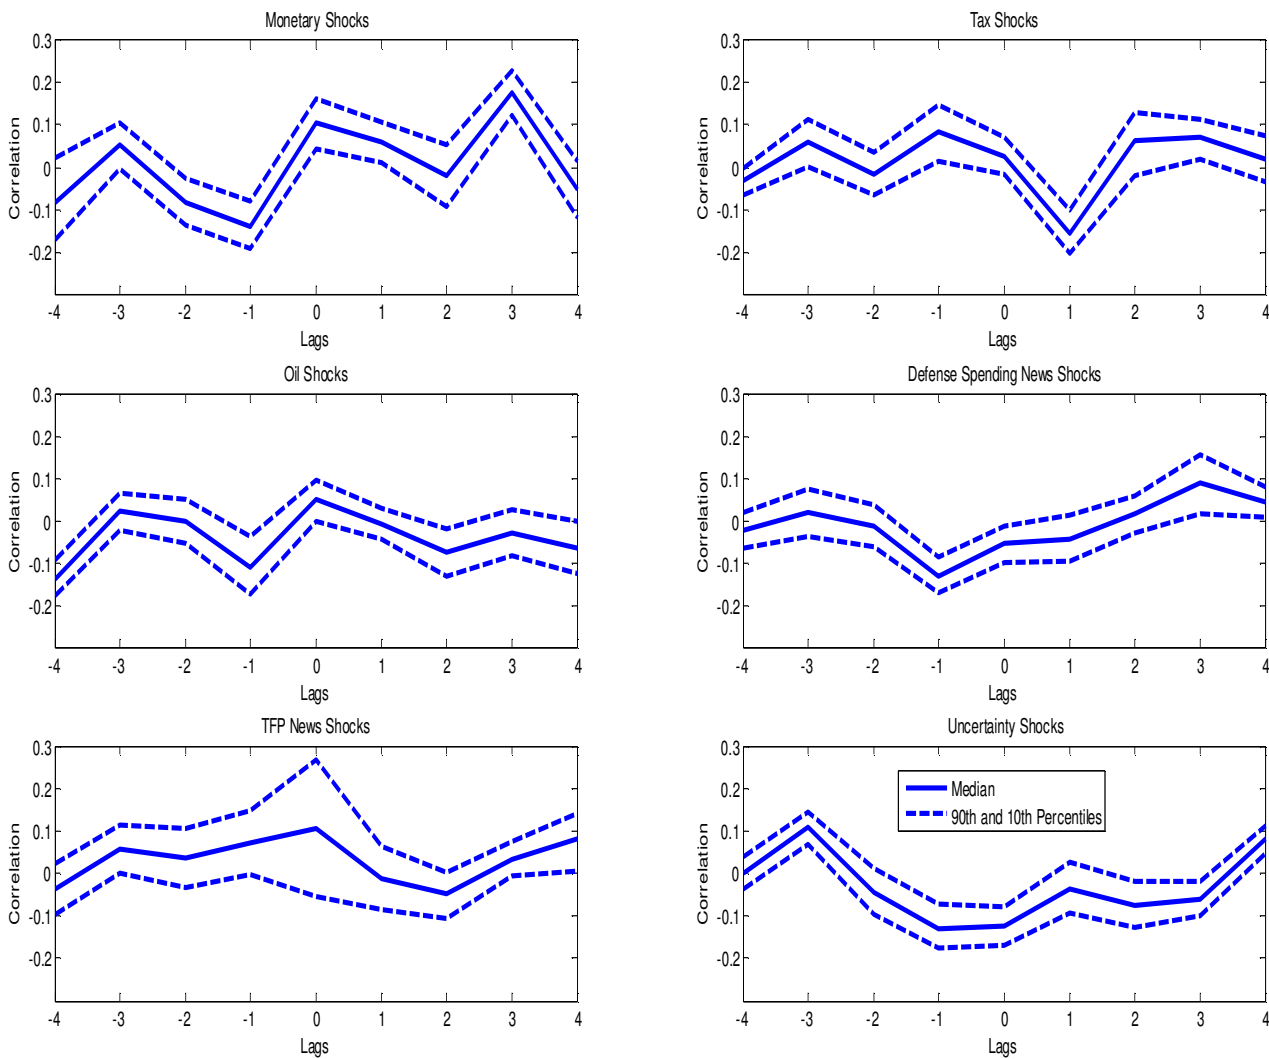 Monetary Shocks
0.3
0.2
0.1
0
-0.1
-0.2
Correlation
-4 -3 -2 -1 0 1 2 3 4
Lags
Tax Shocks
0.3
0.2
0.1
0
-0.1
-0.2
Correlation
-4 -3 -2 -1 0 1 2 3 4
Lags
Oil Shocks
0.3
0.2
0.1
0
-0.1
-0.2
Correlation
-4 -3 -2 -1 0 1 2 3 4
Lags
Defense Spending News Shocks
0.3
0.2
0.1
0
-0.1
-0.2
Correlation
-4 -3 -2 -1 0 1 2 3 4
Lags
TFP News Shocks
0.3
0.2
0.1
0
-0.1
-0.2
Correlation
-4 -3 -2 -1 0 1 2 3 4
Lags
Uncertainty Shocks
0.3
0.2
0.1
0
-0.1
-0.2
Correlation
Median
90th and 10th Percentiles
-4 -3 -2 -1 0 1 2 3 4
Lags